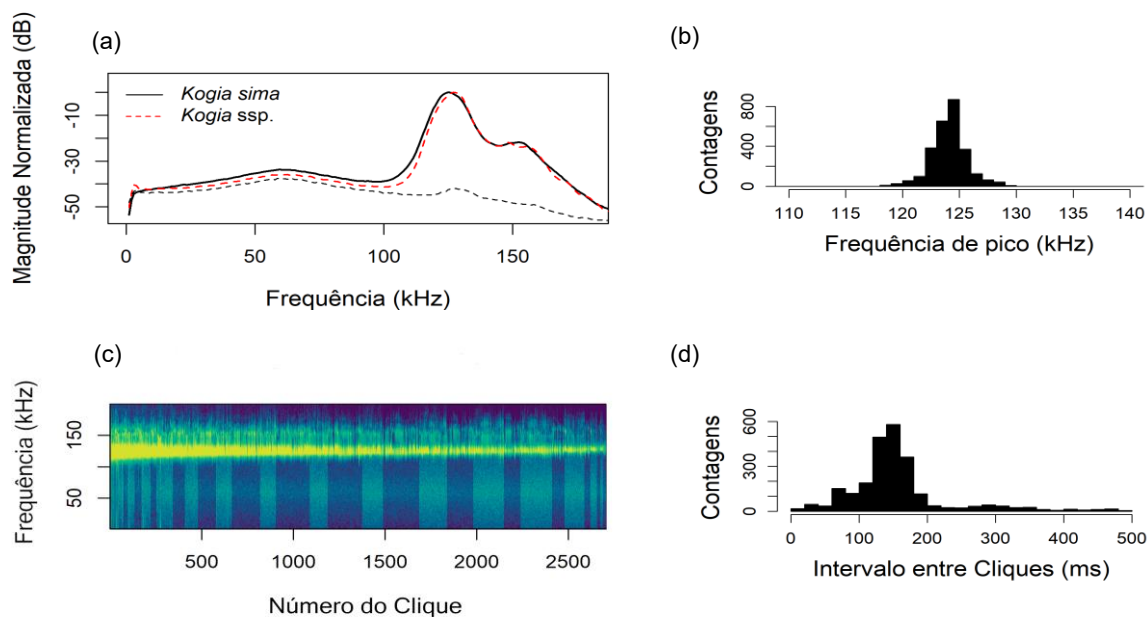 (a)
Magnitude Normalizada (dB)
-10
-30
-50
Kogia sima
Kogia ssp.
0 50 100 150
Frequência (kHz)
(b)
Contagens
800
400
0
110 115 120 125 130 135 140
Frequência de pico (kHz)
(c)
Frequência (kHz)
150
50
500 1000 1500 2000 2500
Número do Clique
(d)
Contagens
600
300
0
0 100 200 300 400 500
Intervalo entre Cliques (ms)